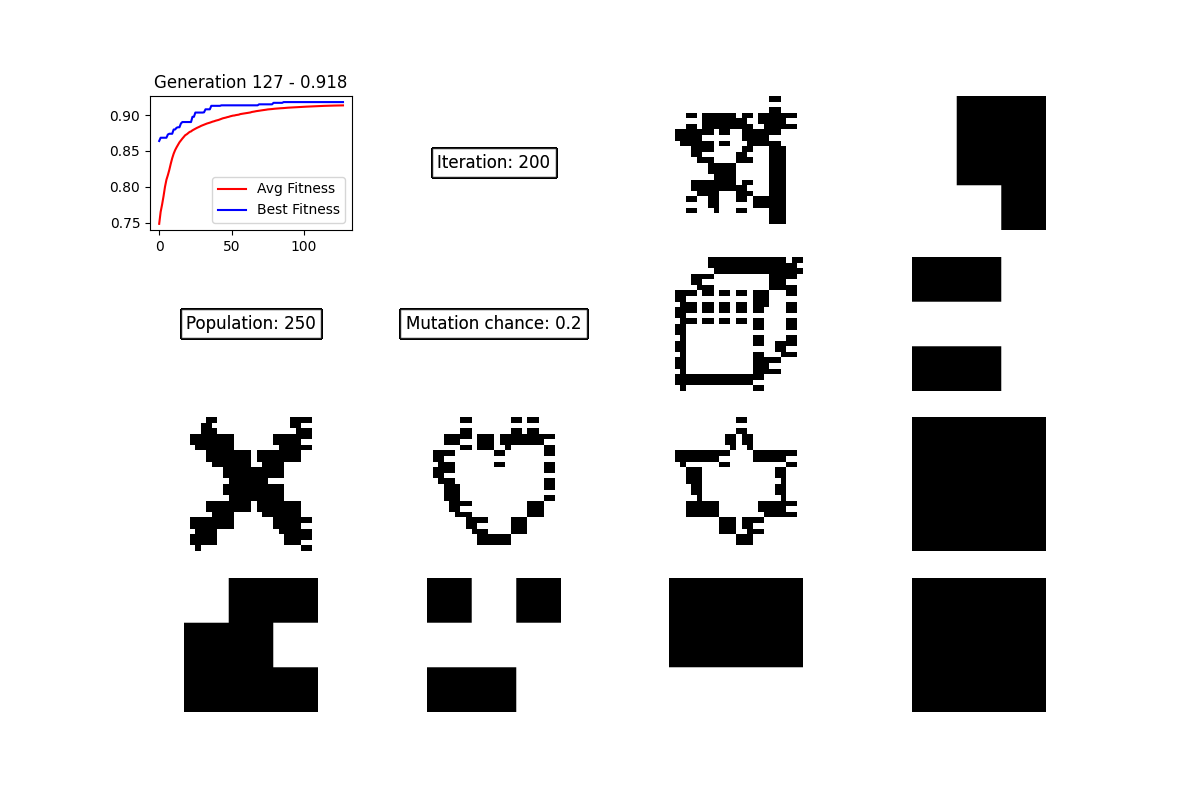 Generation 127 - 0.918
0.90
0.85
0.80
0.75
Avg Fitness
Best Fitness
0
50
100
Iteration: 200
Population: 250
Mutation chance: 0.2